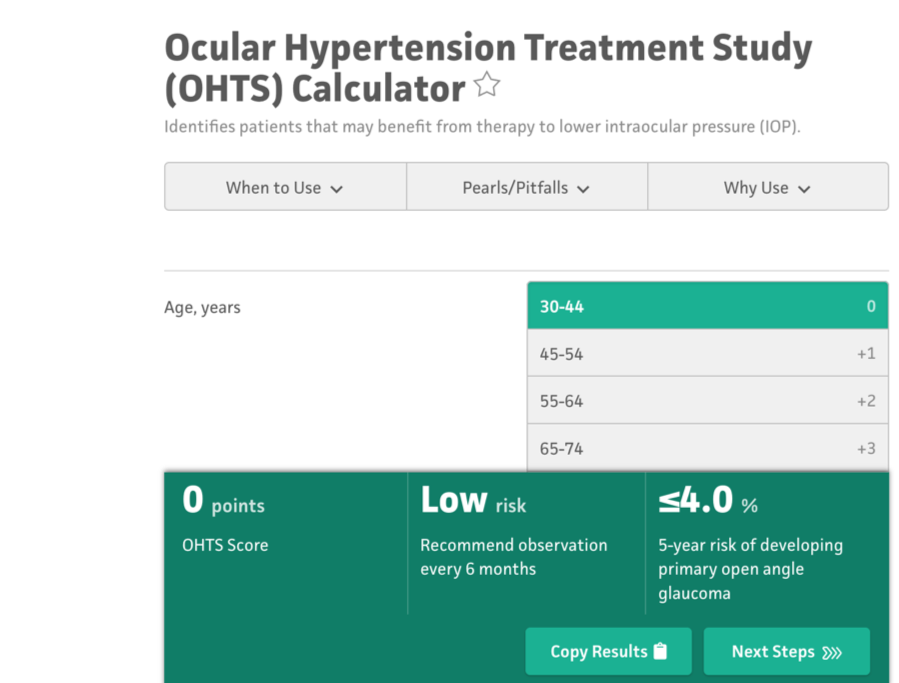 Ocular Hypertension Treatment Study
(OHTS) Calculator
Identifies patients that may benefit from therapy to lower intraocular pressure (IOP).
When to Use
Pearls/Pitfalls
Why Use
Age, years
30-44 0
45-54 +1
55-64 +2
65-74 +3
0 points
OHTS Score
Low risk
Recommend observation
every 6 months
≤4.0 %
5-year risk of developing
primary open angle
glaucoma
Copy Results
Next Steps